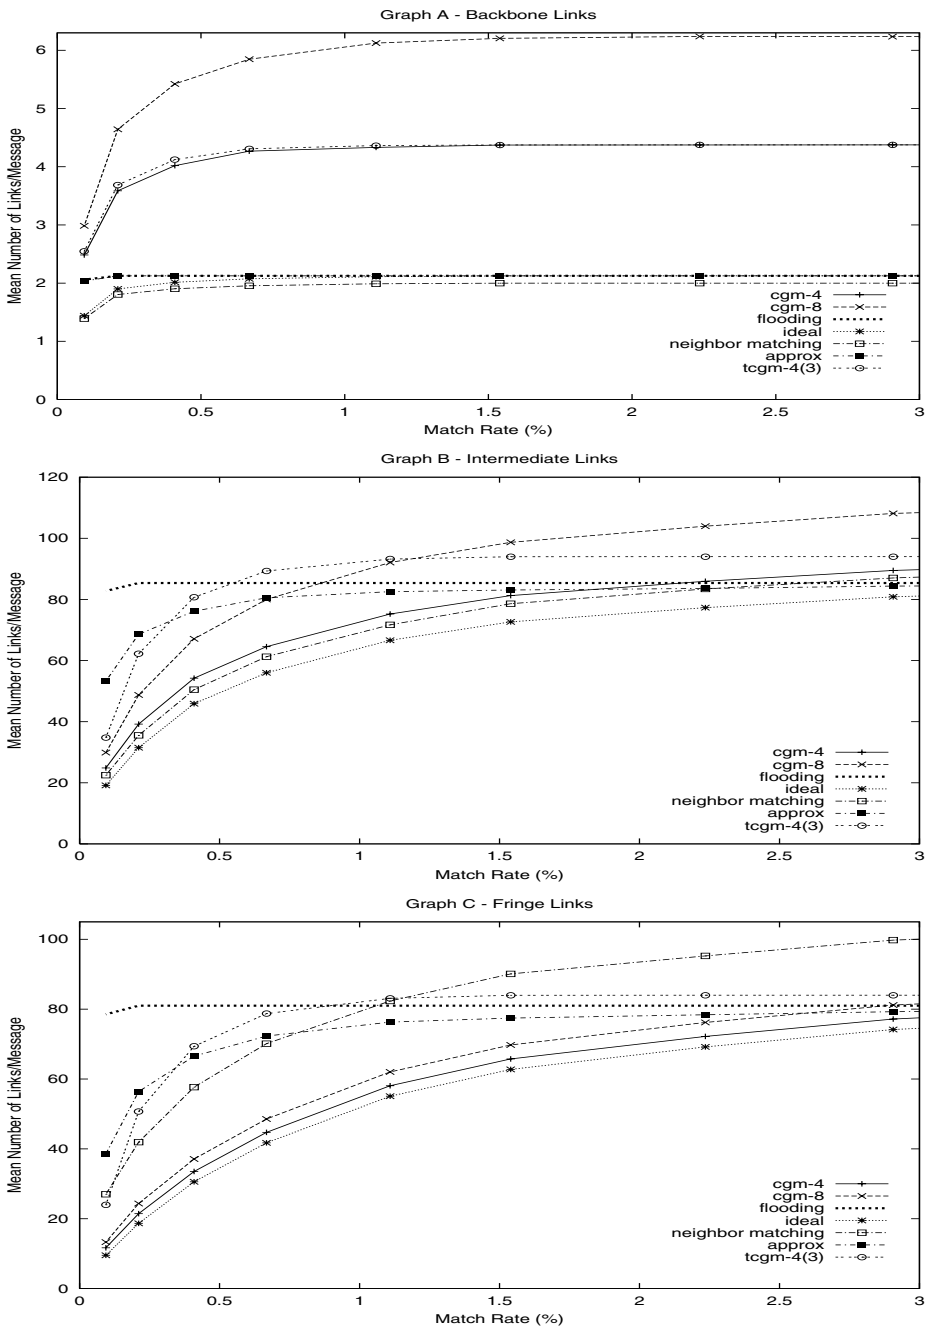 Graph A - Backbone Links
Mean Number of Links/Message
6
5
4
3
2
1
0
cgm-4
cgm-8
flooding
ideal
neighbor matching
approx
tcgm-4(3)
0 0.5 1 1.5 2 2.5 3
Match Rate (%)
Graph B - Intermediate Links
Mean Number of Links/Message
120
100
80
60
40
20
0
cgm-4
cgm-8
flooding
ideal
neighbor matching
approx
tcgm-4(3)
0 0.5 1 1.5 2 2.5 3
Match Rate (%)
Graph C - Fringe Links
Mean Number of Links/Message
100
80
60
40
20
0
cgm-4
cgm-8
flooding
ideal
neighbor matching
approx
tcgm-4(3)
0 0.5 1 1.5 2 2.5 3
Match Rate (%)